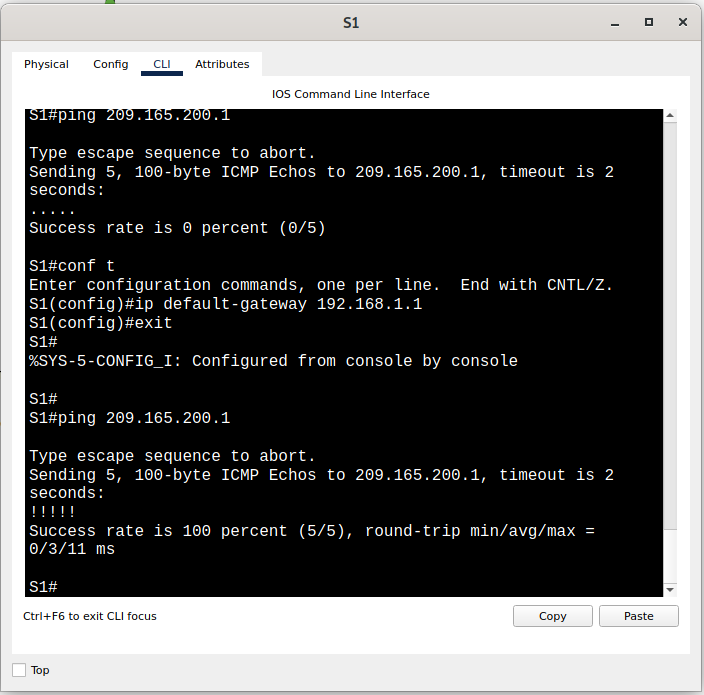 S1
Physical Config CLI Attributes
IOS Command Line Interface
S1#ping 209.165.200.1
Type escape sequence to abort.
Sending 5, 100-byte ICMP Echos to 209.165.200.1, timeout is 2
seconds:
.....
Success rate is 0 percent (0/5)
S1#conf t
Enter configuration commands, one per line.  End with CNTL/Z.
S1(config)#ip default-gateway 192.168.1.1
S1(config)#exit
S1#
%SYS-5-CONFIG_I: Configured from console by console
S1#
S1#ping 209.165.200.1
Type escape sequence to abort.
Sending 5, 100-byte ICMP Echos to 209.165.200.1, timeout is 2
seconds:
!!!!!
Success rate is 100 percent (5/5), round-trip min/avg/max =
0/3/11 ms
S1#
Ctrl+F6 to exit CLI focus Copy Paste
Top